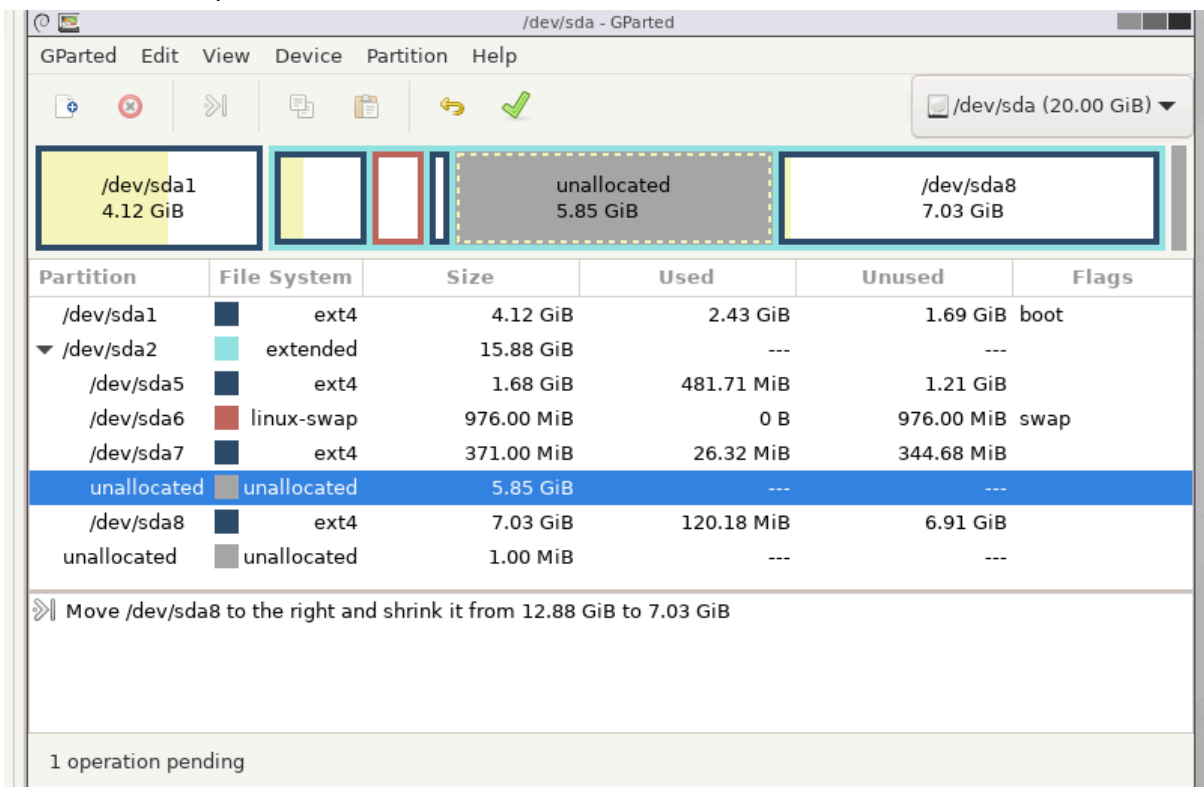 /dev/sda - GParted
GParted Edit View Device Partition Help
/dev/sda (20.00 GiB)
/dev/sda1
4.12 GiB
unallocated
5.85 GiB
/dev/sda8
7.03 GiB
Partition File System Size Used Unused Flags
/dev/sda1 ext4 4.12 GiB 2.43 GiB 1.69 GiB boot
/dev/sda2 extended 15.88 GiB --- ---
/dev/sda5 ext4 1.68 GiB 481.71 MiB 1.21 GiB
/dev/sda6 linux-swap 976.00 MiB 0 B 976.00 MiB swap
/dev/sda7 ext4 371.00 MiB 26.32 MiB 344.68 MiB
unallocated unallocated 5.85 GiB --- ---
/dev/sda8 ext4 7.03 GiB 120.18 MiB 6.91 GiB
unallocated unallocated 1.00 MiB --- ---
Move /dev/sda8 to the right and shrink it from 12.88 GiB to 7.03 GiB
1 operation pending